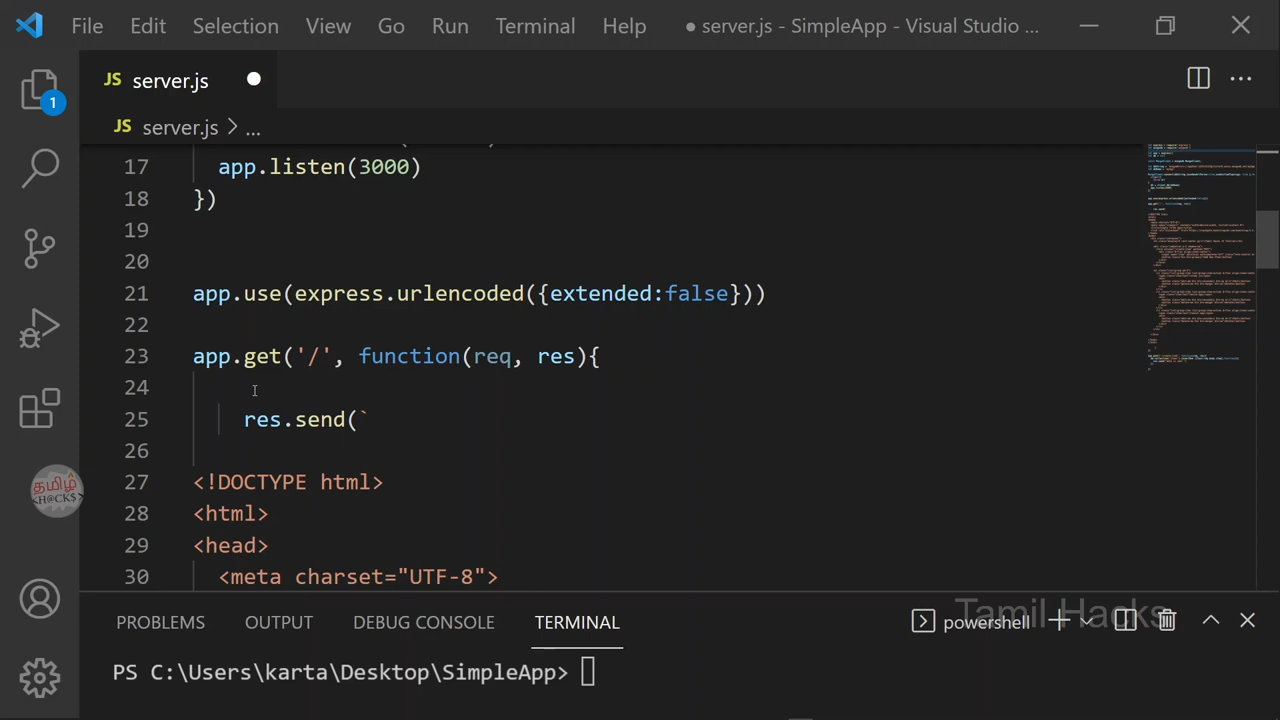 File Edit Selection View Go Run Terminal Help ● server.js - SimpleApp - Visual Studio ...
JS server.js
1
JS server.js > ...
17 app.listen(3000)
18 })
19
20
21 app.use(express.urlencoded({extended:false}))
22
23 app.get('/', function(req, res){
24
25 res.send(`
26
27 <!DOCTYPE html>
28 <html>
29 <head>
30 <meta charset="UTF-8">
தமிழ்
<H@CK$>
Tamil Hacks
PROBLEMS OUTPUT DEBUG CONSOLE TERMINAL powershell
PS C:\Users\karta\Desktop\SimpleApp>